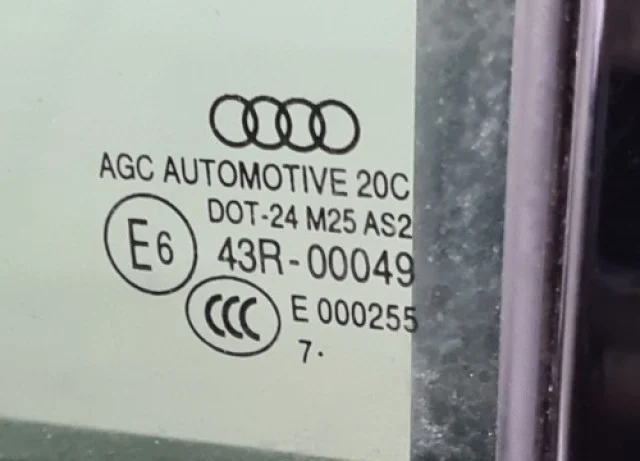 AGC AUTOMOTIVE 20C
DOT-24 M25 AS2
E6 43R-00049
CCC E 000255
7.